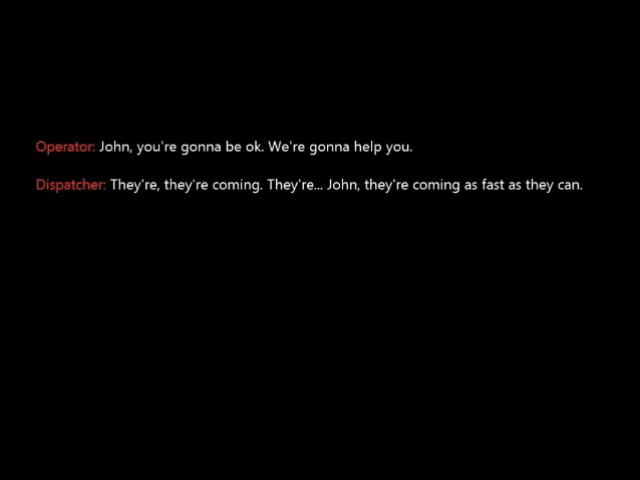 Operator: John, you're gonna be ok. We're gonna help you.
Dispatcher: They're, they're coming. They're... John, they're coming as fast as they can.